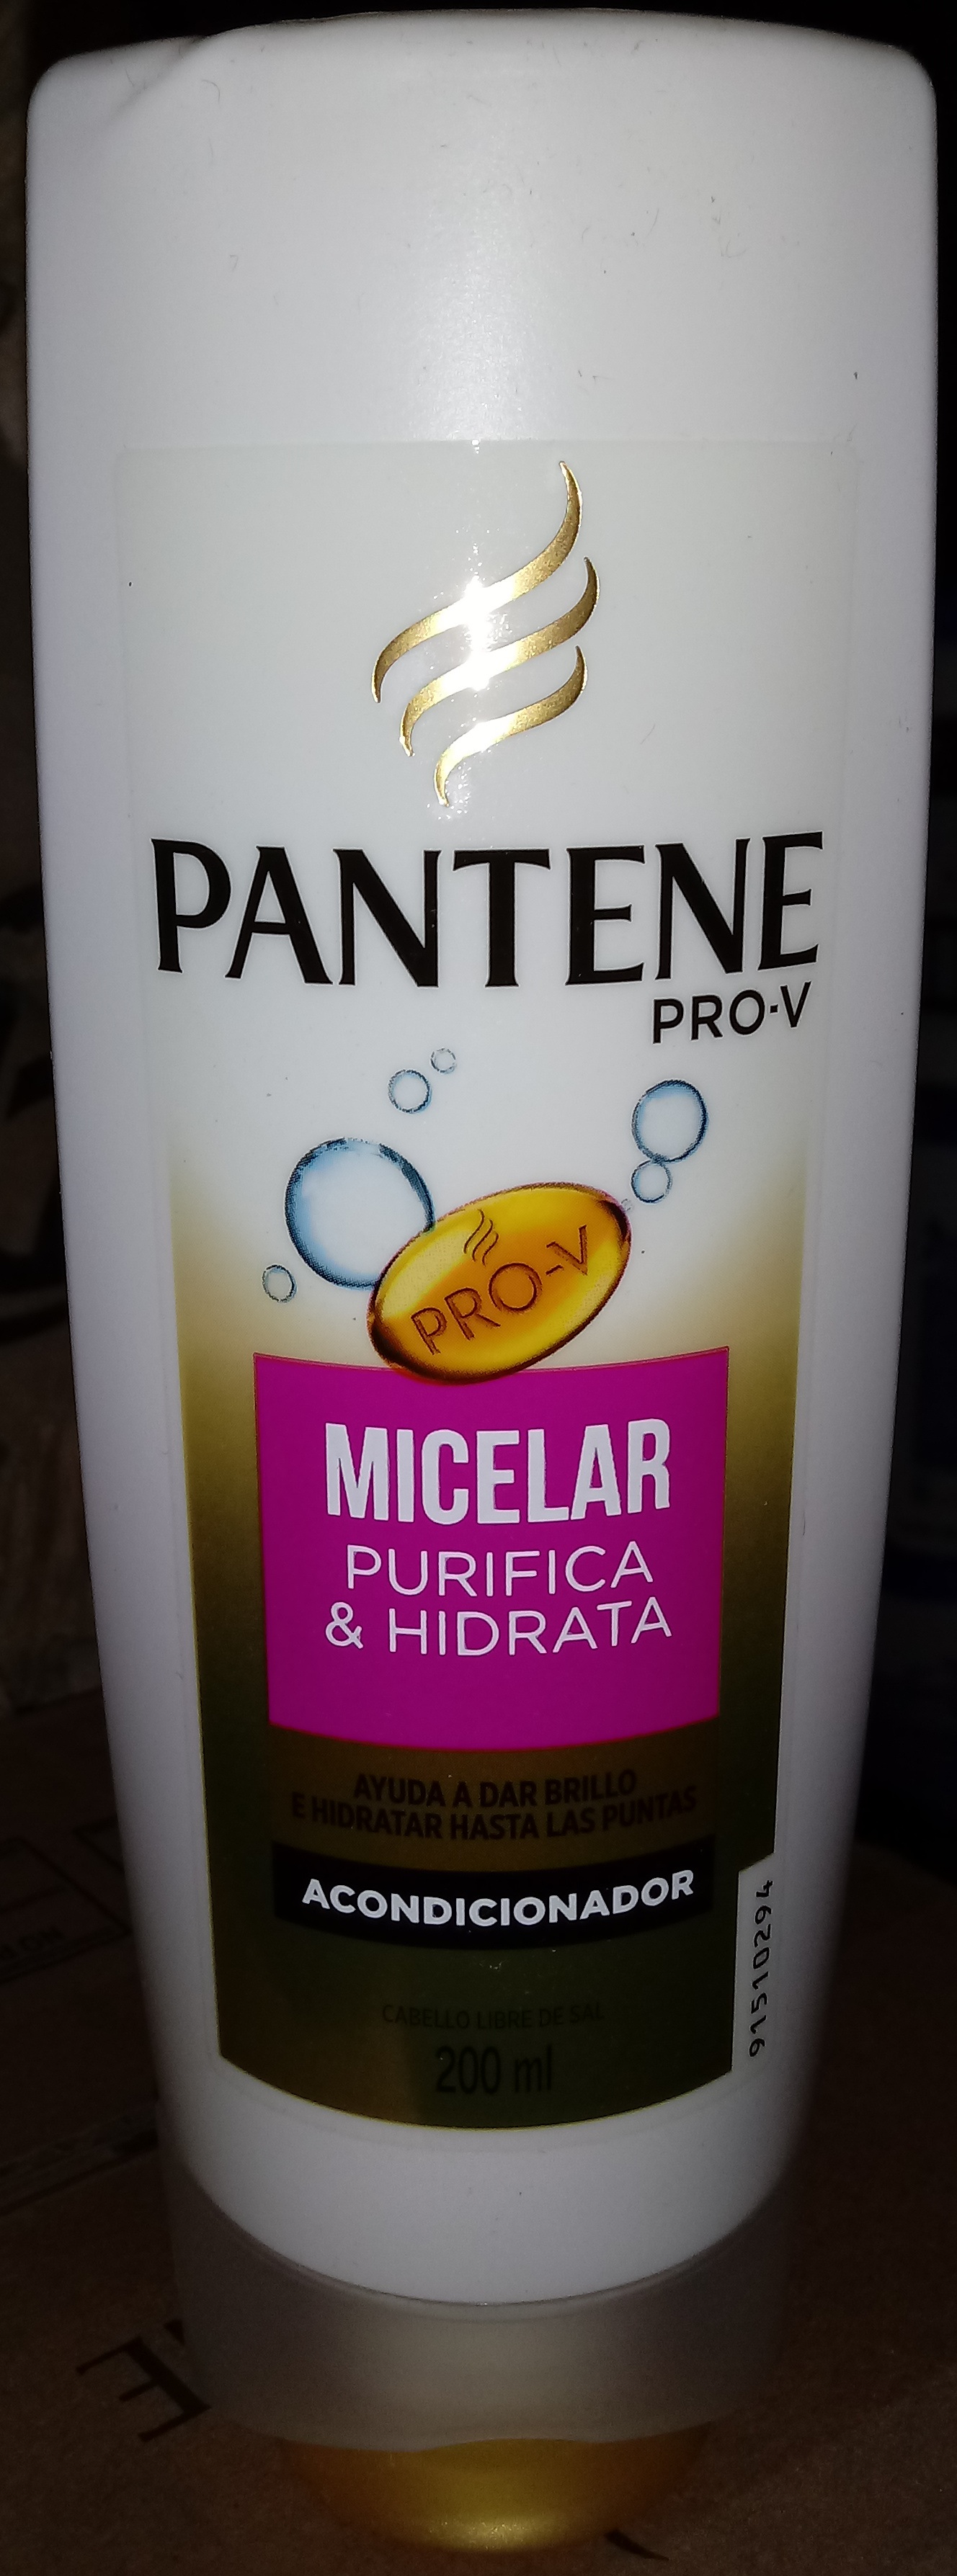 PANTENE
PRO-V
PRO-V
MICELAR
PURIFICA
& HIDRATA
AYUDA A DAR BRILLO
E HIDRATAR HASTA LAS PUNTAS
ACONDICIONADOR
CABELLO LIBRE DE SAL
200 ml
91510294